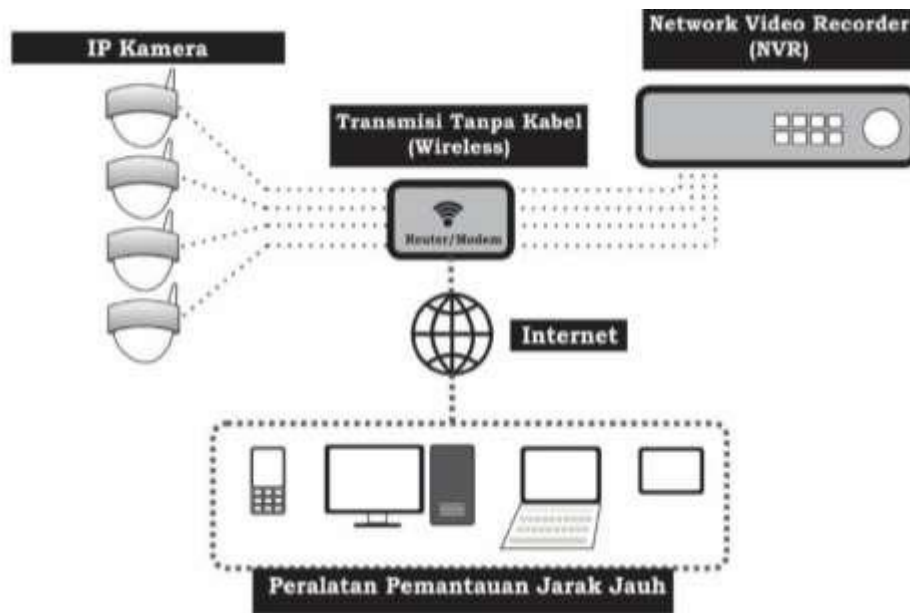 IP Kamera
Network Video Recorder
(NVR)
Transmisi Tanpa Kabel
(Wireless)
Router/Modem
Internet
Peralatan Pemantauan Jarak Jauh